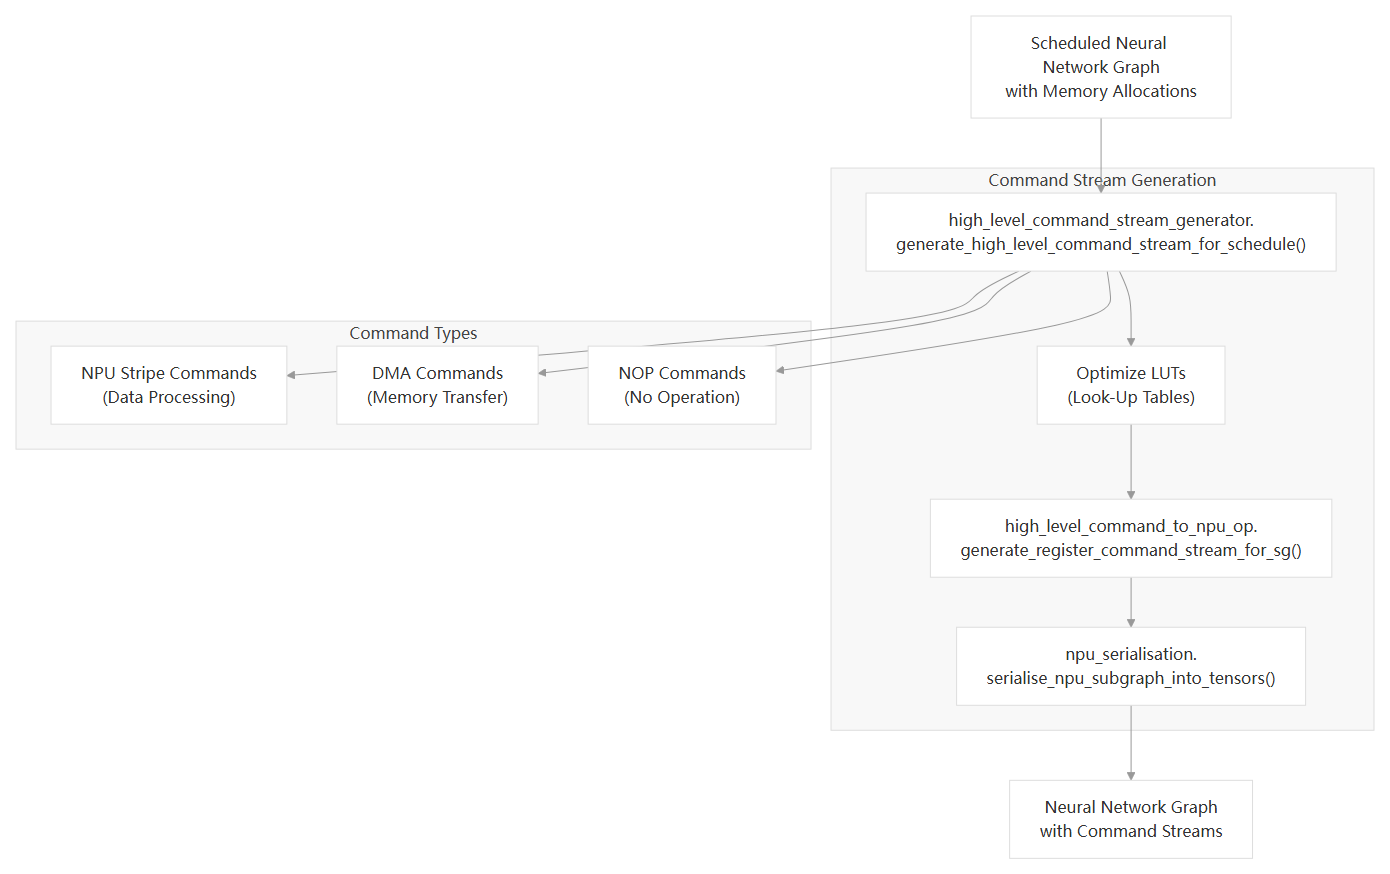 Scheduled Neural
Network Graph
with Memory Allocations
Command Stream Generation
high_level_command_stream_generator.
generate_high_level_command_stream_for_schedule()
Command Types
NPU Stripe Commands
(Data Processing)
DMA Commands
(Memory Transfer)
NOP Commands
(No Operation)
Optimize LUTs
(Look-Up Tables)
high_level_command_to_npu_op.
generate_register_command_stream_for_sg()
npu_serialisation.
serialise_npu_subgraph_into_tensors()
Neural Network Graph
with Command Streams